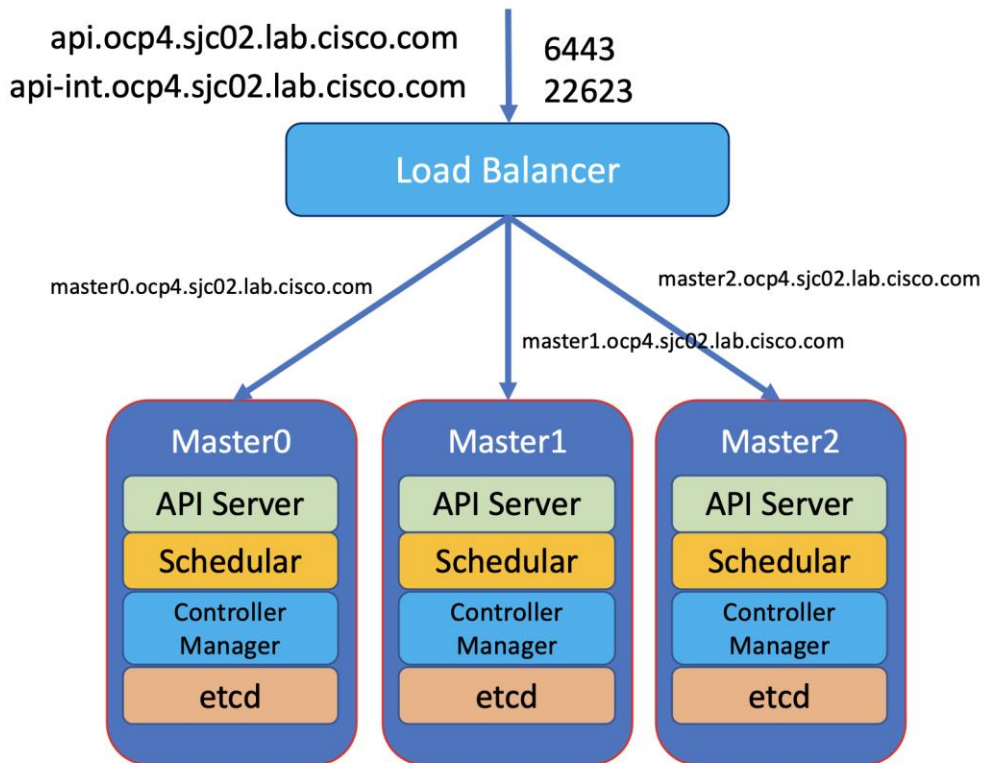 api.ocp4.sjc02.lab.cisco.com
api-int.ocp4.sjc02.lab.cisco.com
6443
22623
Load Balancer
master0.ocp4.sjc02.lab.cisco.com
master2.ocp4.sjc02.lab.cisco.com
master1.ocp4.sjc02.lab.cisco.com
Master0
API Server
Schedular
Controller
Manager
etcd
Master1
API Server
Schedular
Controller
Manager
etcd
Master2
API Server
Schedular
Controller
Manager
etcd